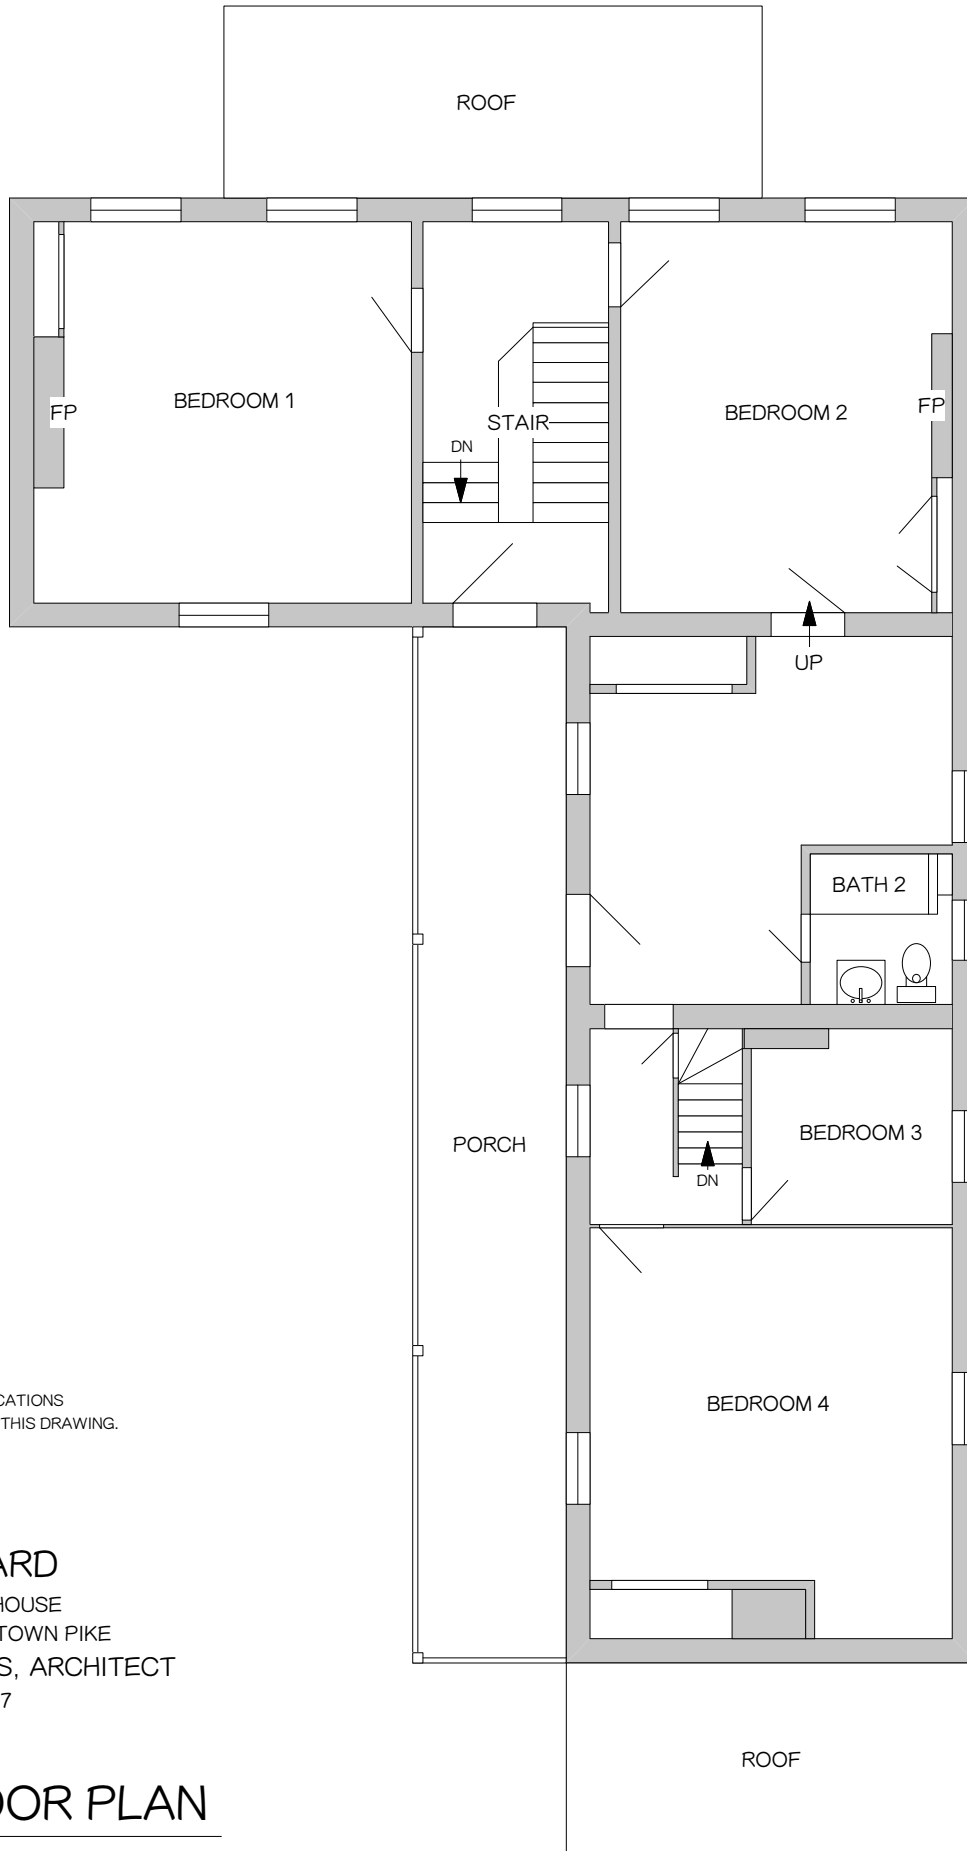 ROOF
BEDROOM 1
FP
STAIR
DN
BEDROOM 2
FP
UP
BATH 2
PORCH
BEDROOM 3
DN
BEDROOM 4
CATIONS
THIS DRAWING.
ARD
HOUSE
TOWN PIKE
S, ARCHITECT
7
ROOF
OOR PLAN